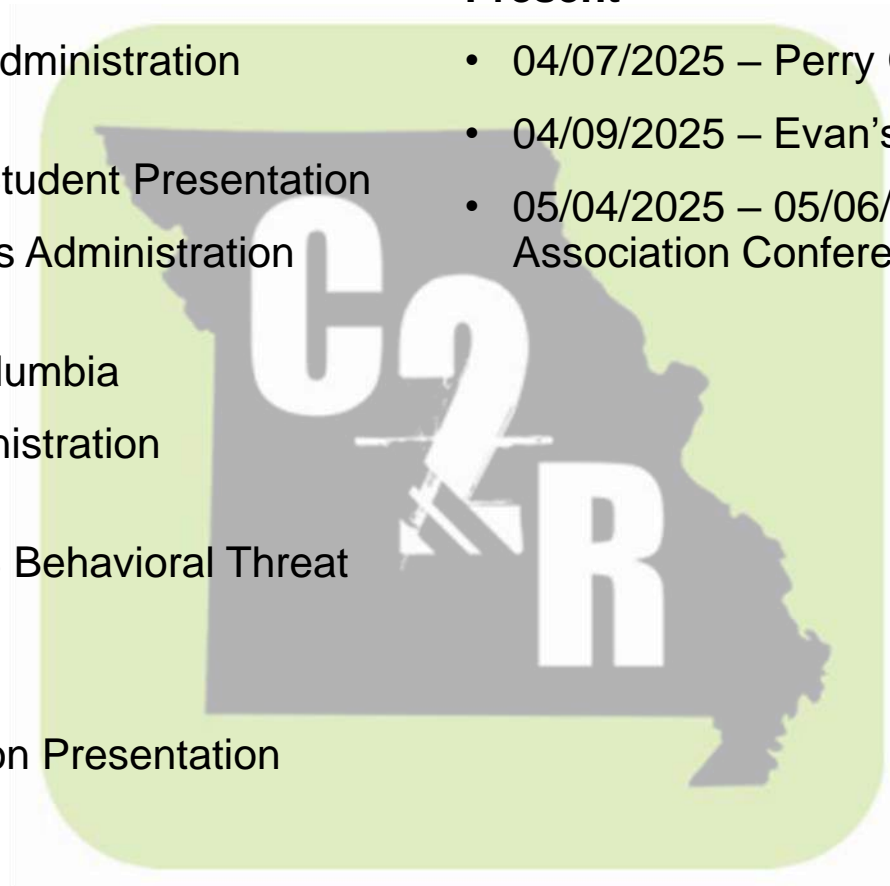 dministration
tudent Presentation
s Administration
lumbia
nistration
Behavioral Threat
on Presentation
Present
• 04/07/2025 – Perry
• 04/09/2025 – Evan's
• 05/04/2025 – 05/06/
Association Confere
C2R